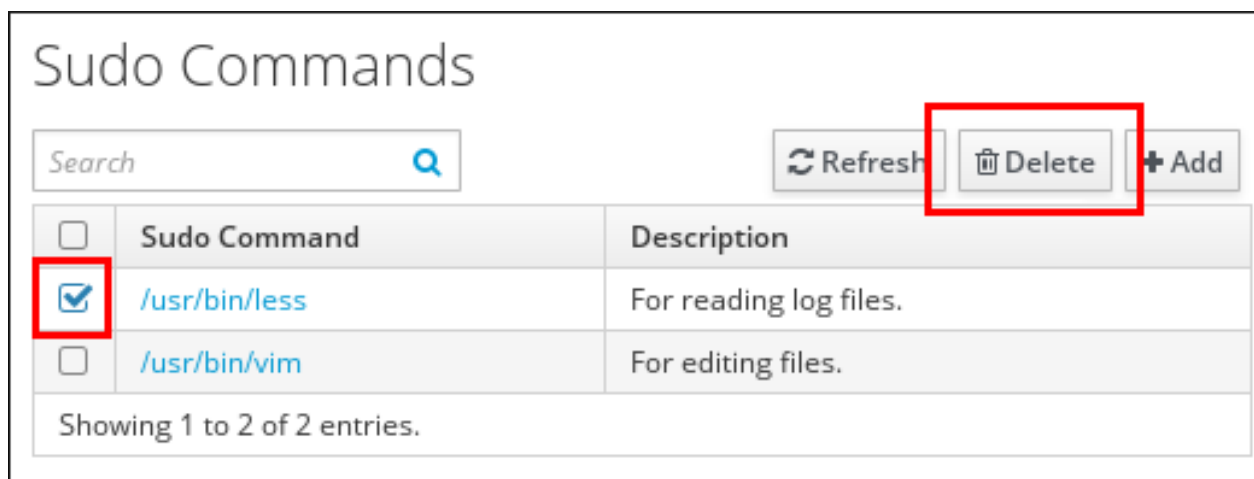 Sudo Commands
Search Refresh Delete Add
Sudo Command Description
/usr/bin/less For reading log files.
/usr/bin/vim For editing files.
Showing 1 to 2 of 2 entries.